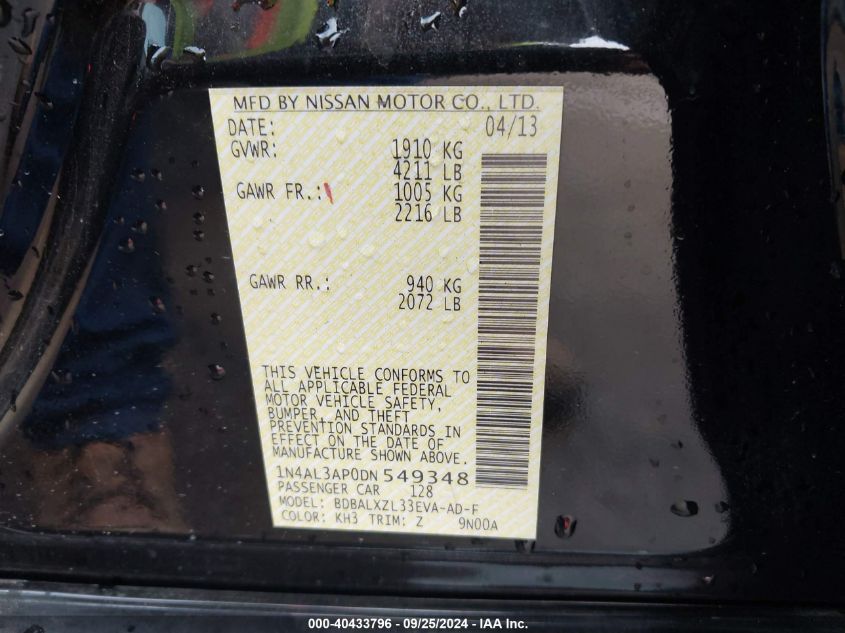 MFD BY NISSAN MOTOR CO., LTD.
DATE: 04/13
GVWR: 1910 KG
4211 LB
GAWR FR.: 1005 KG
2216 LB
GAWR RR.: 940 KG
2072 LB
THIS VEHICLE CONFORMS TO
ALL APPLICABLE FEDERAL
MOTOR VEHICLE SAFETY,
BUMPER, AND THEFT
PREVENTION STANDARDS IN
EFFECT ON THE DATE OF
MANUFACTURE SHOWN ABOVE.
1N4AL3AP0DN549348
PASSENGER CAR 128
MODEL: BDBALXZL33EVA-AD-F
COLOR: KH3 TRIM: Z 9N00A
000-40433796 - 09/25/2024 - IAA Inc.